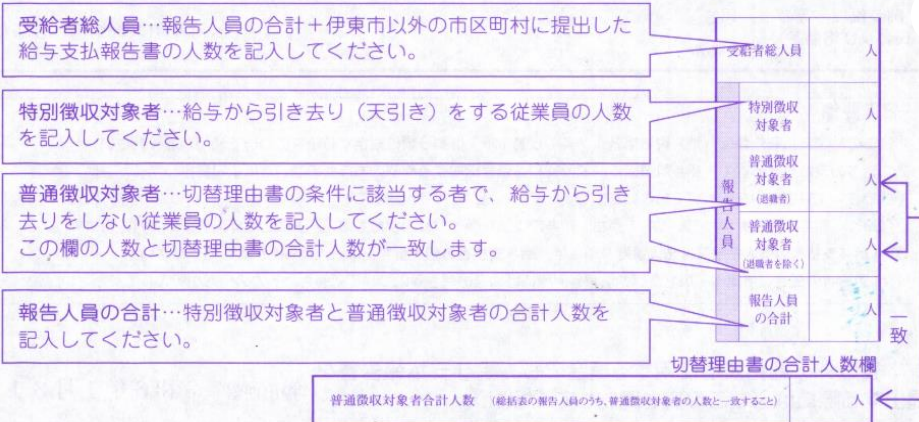 受給者総人員…報告人員の合計＋伊東市以外の市区町村に提出した
給与支払報告書の人数を記入してください。
特別徴収対象者…給与から引き去り（天引き）をする従業員の人数
を記入してください。
普通徴収対象者…切替理由書の条件に該当する者で、給与から引き
去りをしない従業員の人数を記入してください。
この欄の人数と切替理由書の合計人数が一致します。
報告人員の合計…特別徴収対象者と普通徴収対象者の合計人数を
記入してください。
受給者総人員 人
報告人員
特別徴収
対象者 人
普通徴収
対象者 人
（退職者）
普通徴収
対象者 人
（退職者を除く）
報告人員
の合計 人
一致
切替理由書の合計人数欄
普通徴収対象者合計人数 （総括表の報告人員のうち、普通徴収対象者の人数と一致すること） 人